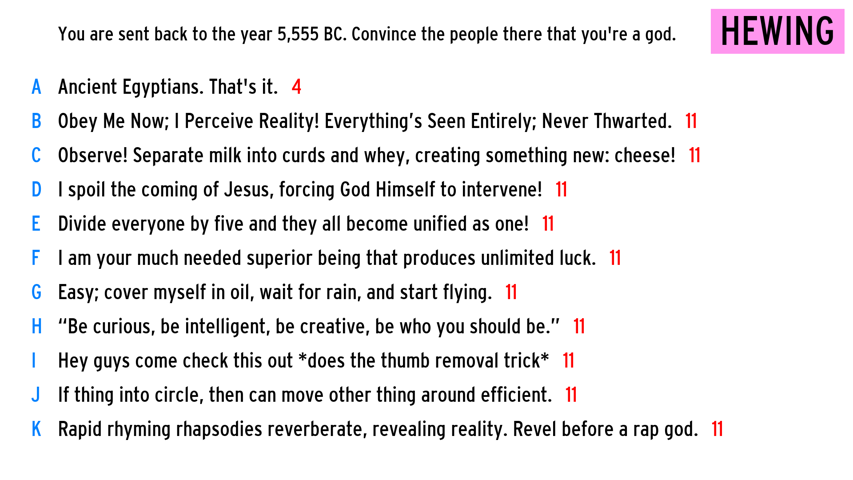 You are sent back to the year 5,555 BC. Convince the people there that you're a god.
HEWING
A Ancient Egyptians. That's it. 4
B Obey Me Now; I Perceive Reality! Everything’s Seen Entirely; Never Thwarted. 11
C Observe! Separate milk into curds and whey, creating something new: cheese! 11
D I spoil the coming of Jesus, forcing God Himself to intervene! 11
E Divide everyone by five and they all become unified as one! 11
F I am your much needed superior being that produces unlimited luck. 11
G Easy; cover myself in oil, wait for rain, and start flying. 11
H “Be curious, be intelligent, be creative, be who you should be.” 11
I Hey guys come check this out *does the thumb removal trick* 11
J If thing into circle, then can move other thing around efficient. 11
K Rapid rhyming rhapsodies reverberate, revealing reality. Revel before a rap god. 11